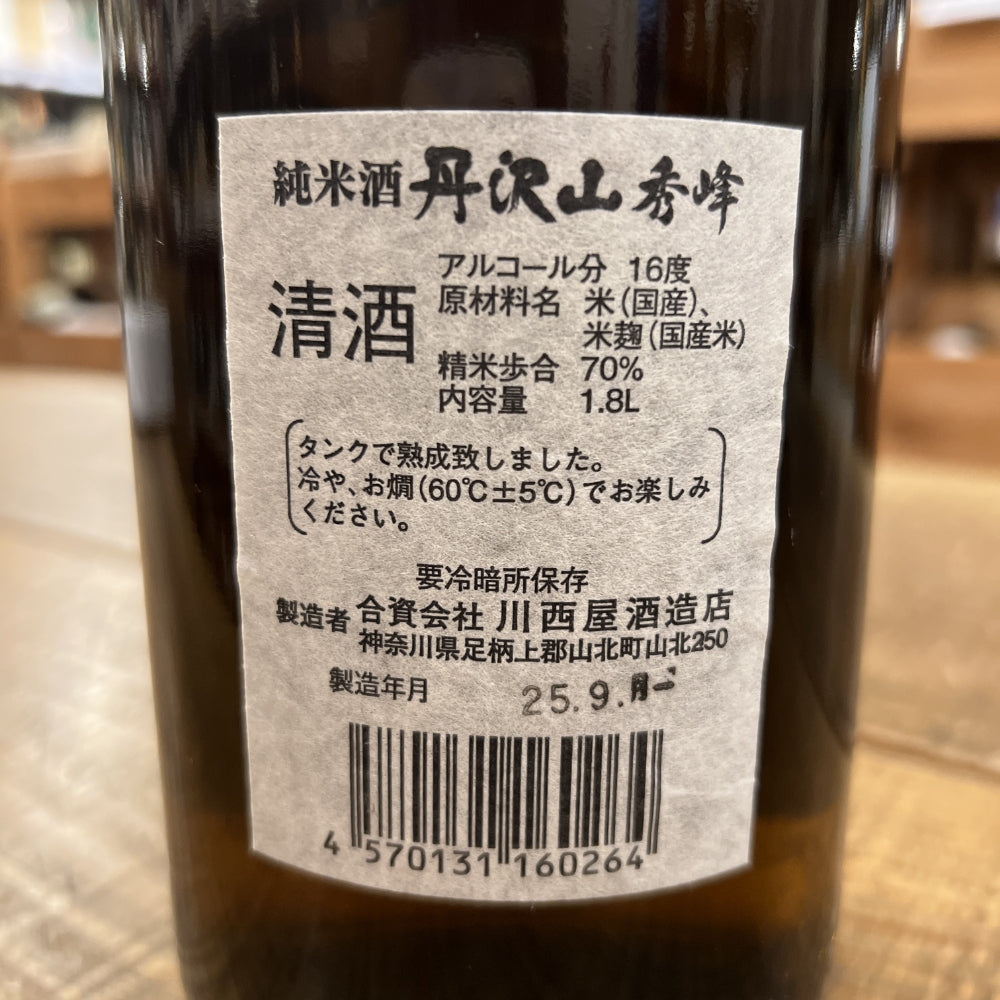 純米酒 丹沢山 秀峰
清酒
アルコール分 16度
原材料名 米(国産)、
米麹(国産米)
精米歩合 70%
内容量 1.8L
タンクで熟成致しました。
冷や、お燗(60℃±5℃)でお楽しみ
ください。
要冷暗所保存
製造者 合資会社 川西屋酒造店
神奈川県足柄上郡山北町山北250
製造年月 25.9.
4 570131 160264